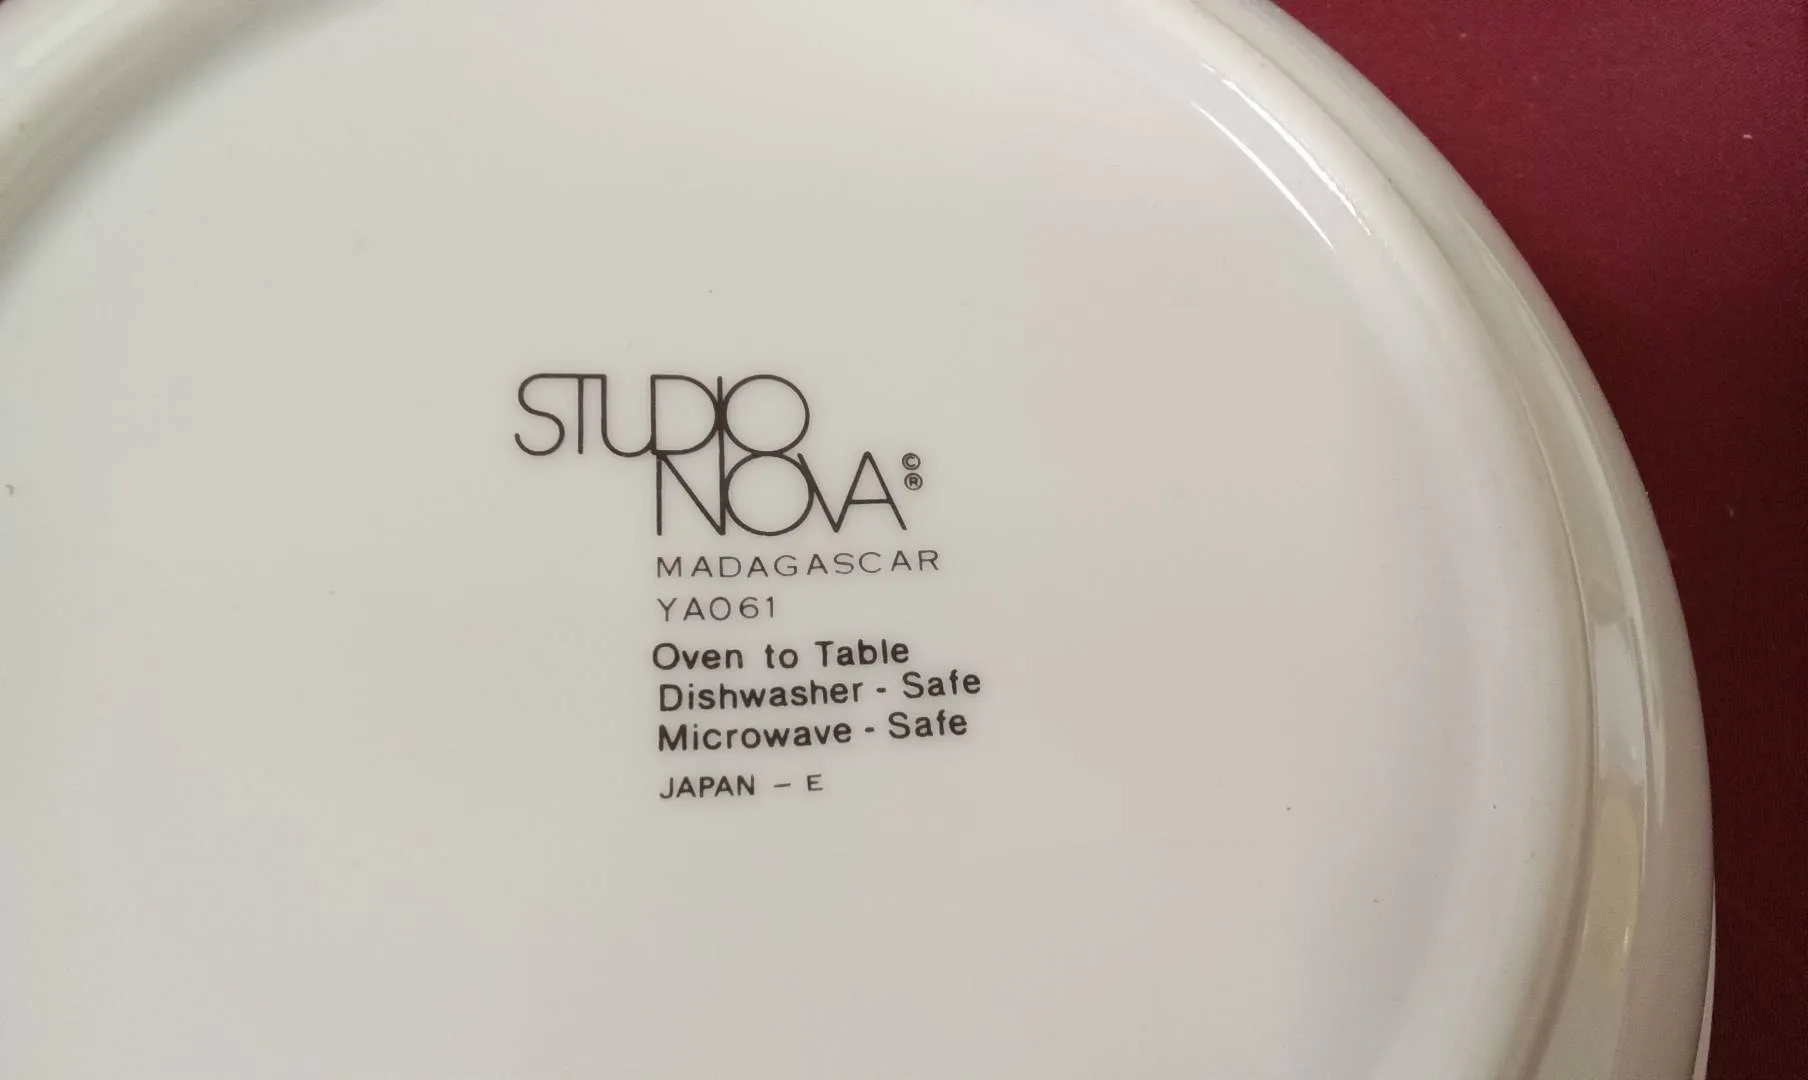 STUDIO
NOVA ©
®
MADAGASCAR
YA061
Oven to Table
Dishwasher - Safe
Microwave - Safe
JAPAN - E